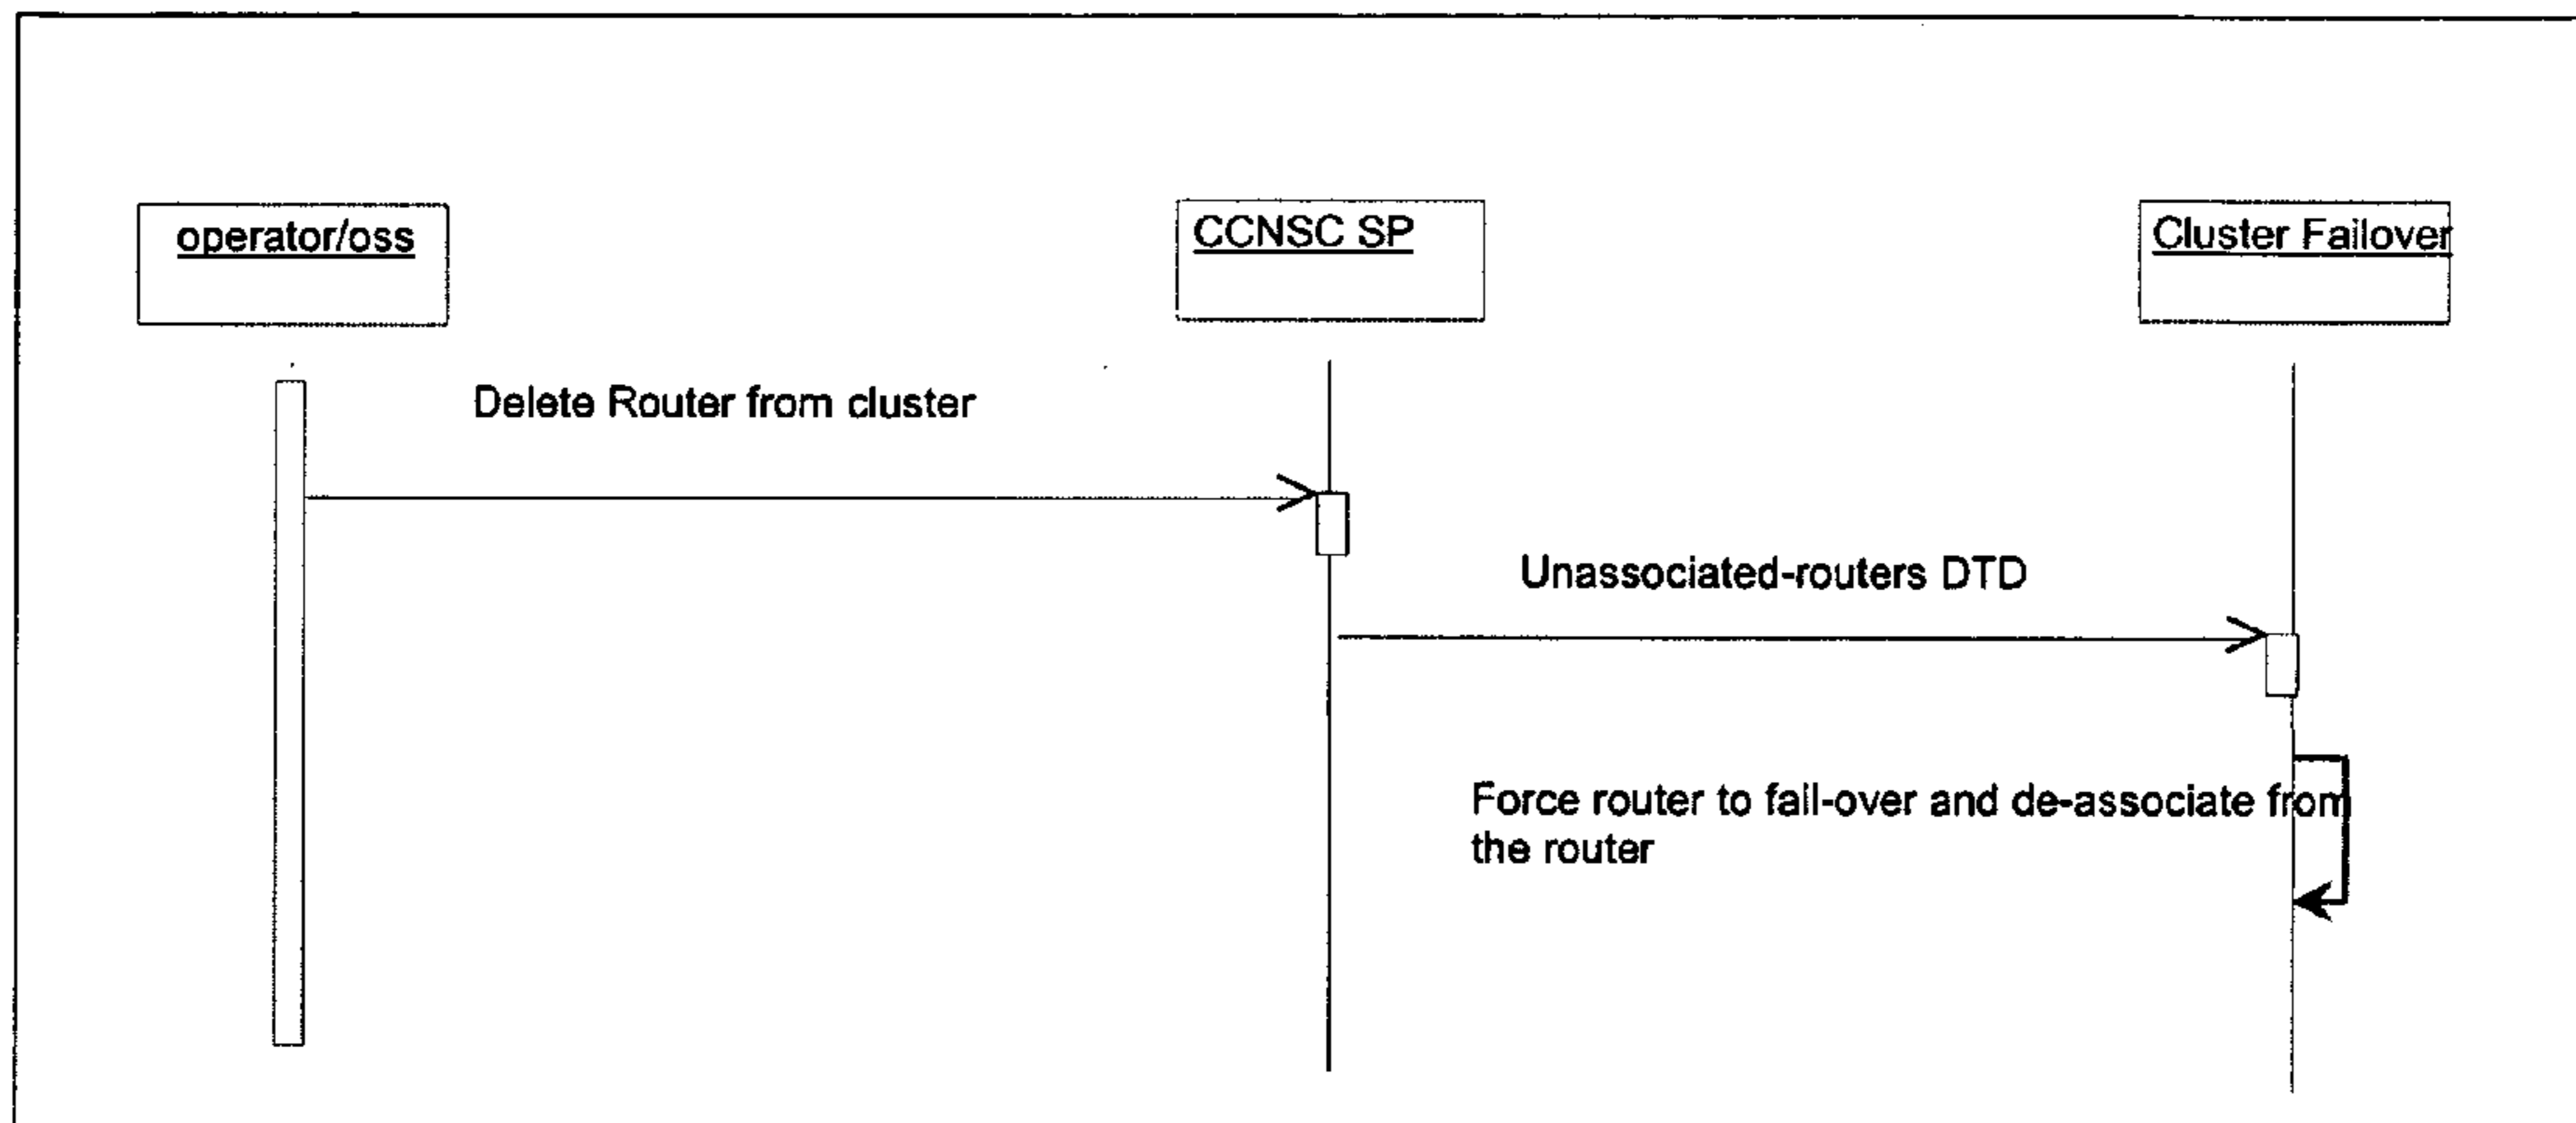 operator/oss
CCNSC SP
Cluster Failover
Delete Router from cluster
Unassociated-routers DTD
Force router to fail-over and de-associate from
the router